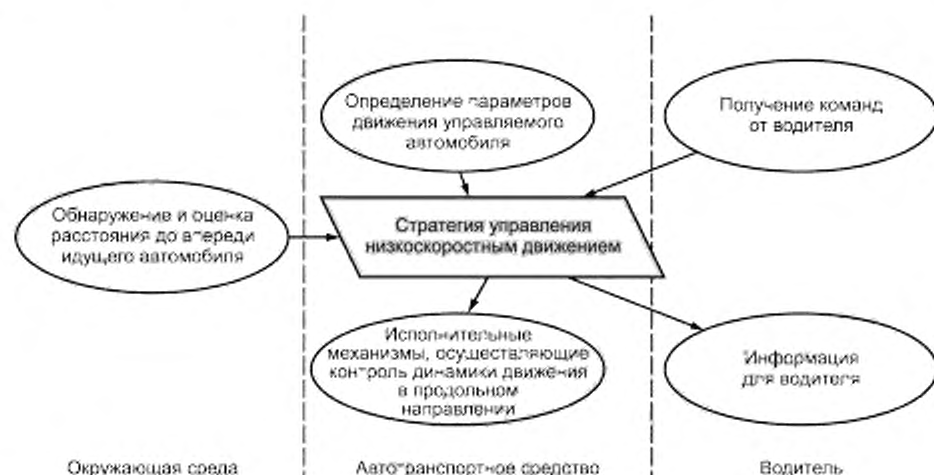 Определение параметров
движения управляемого
автомобиля
Получение команд
от водителя
Обнаружение и оценка
расстояния до впереди
идущего автомобиля
Стратегия управления
низкоскоростным движением
Исполнительные
механизмы, осуществляющие
контроль динамики движения
в продольном
направлении
Информация
для водителя
Окружающая среда
Автотранспортное средство
Водитель